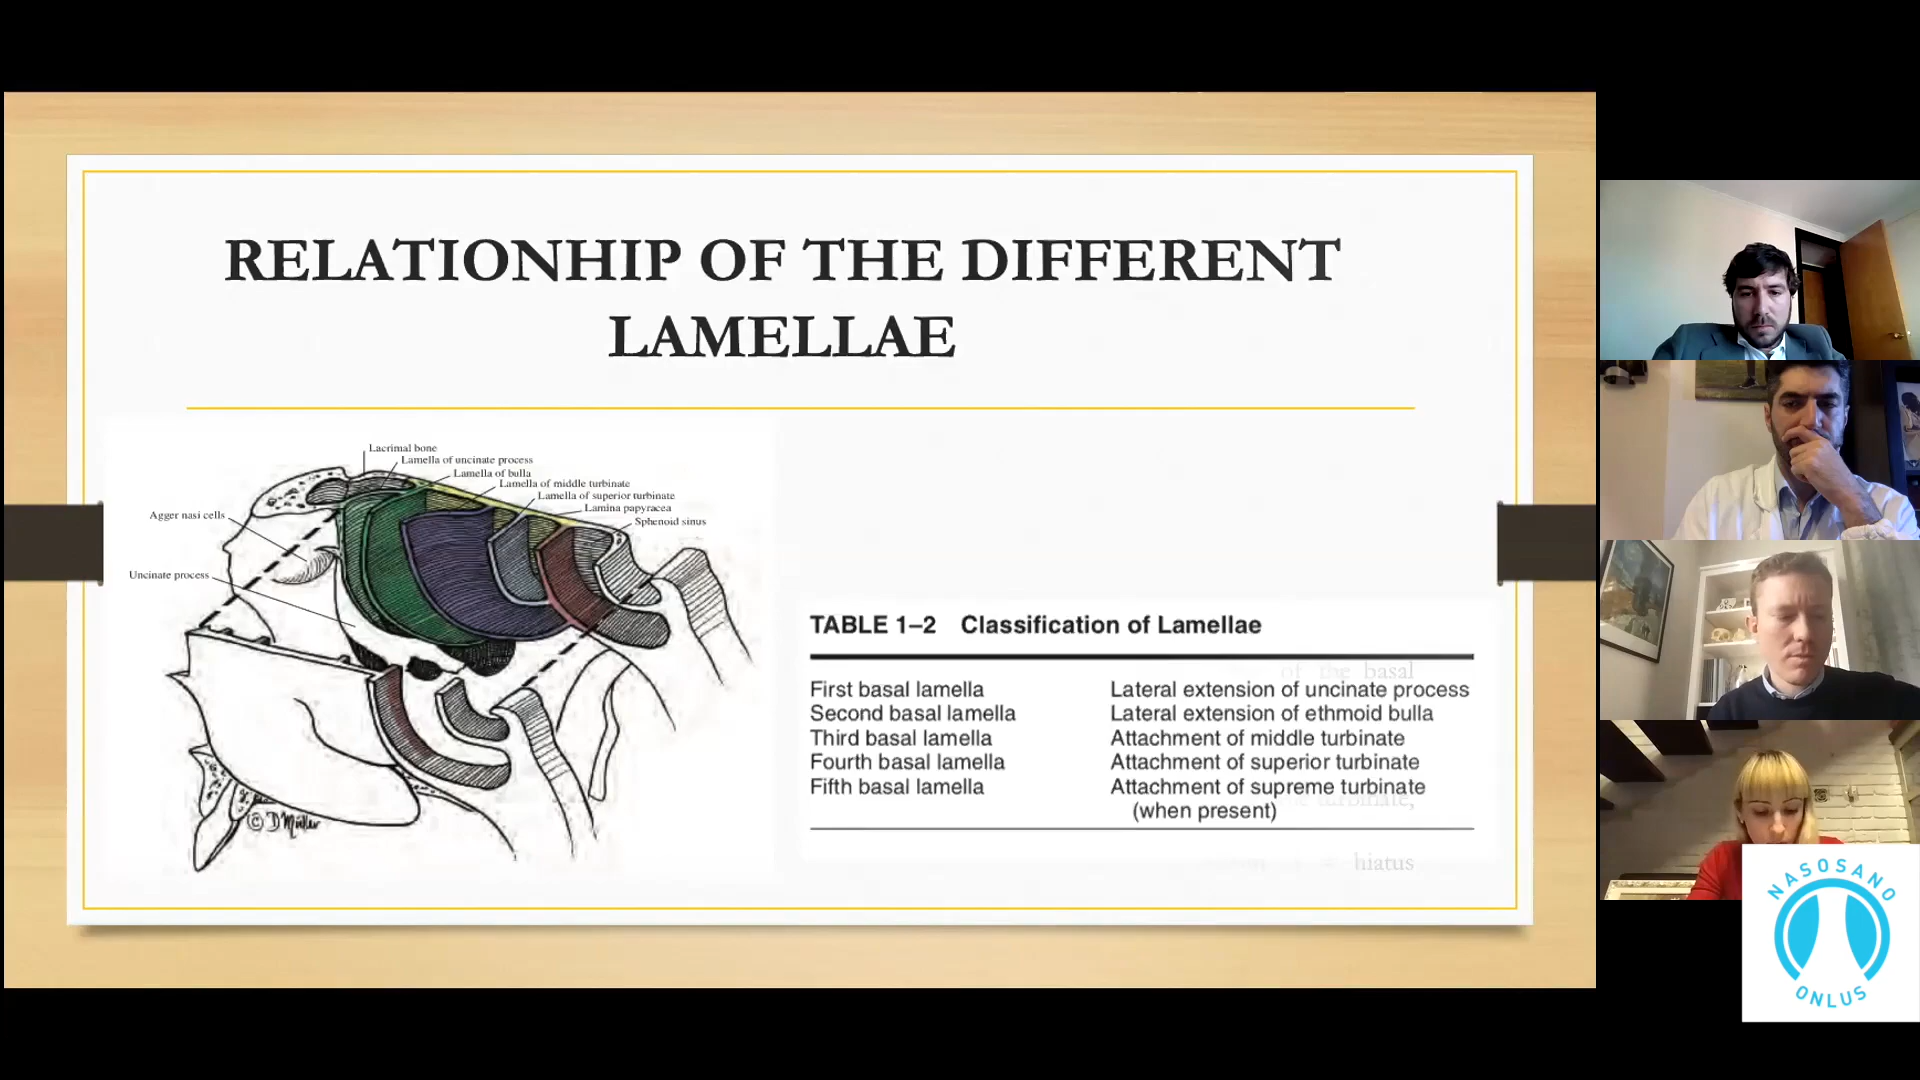 RELATIONHIP OF THE DIFFERENT
LAMELLAE
Lacrimal bone
Lamella of uncinate process
Lamella of bulla
Lamella of middle turbinate
Lamella of superior turbinate
Lamina papyracea
Sphenoid sinus
Agger nasi cells
Uncinate process
© D Müller
TABLE 1–2 Classification of Lamellae
of the basal
First basal lamella Lateral extension of uncinate process
Second basal lamella Lateral extension of ethmoid bulla
Third basal lamella Attachment of middle turbinate
Fourth basal lamella Attachment of superior turbinate
Fifth basal lamella Attachment of supreme turbinate
(when present)
turbinate,
hiatus
NASOSANO
ONLUS